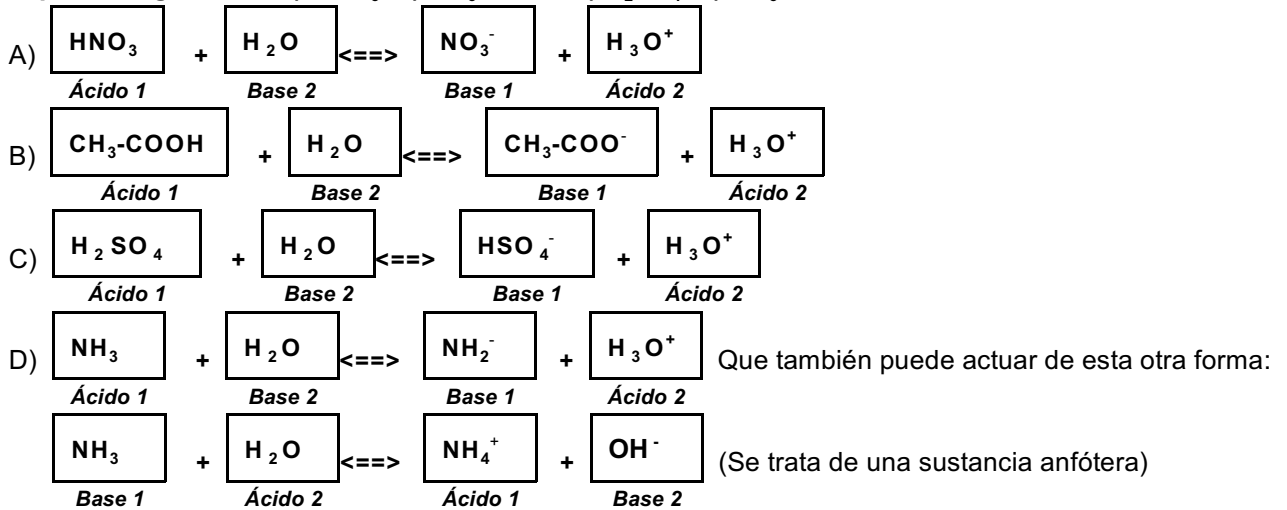 A) HNO₃ + H₂O <==> NO₃⁻ + H₃O⁺
Ácido 1 Base 2 Base 1 Ácido 2
B) CH₃-COOH + H₂O <==> CH₃-COO⁻ + H₃O⁺
Ácido 1 Base 2 Base 1 Ácido 2
C) H₂SO₄ + H₂O <==> HSO₄⁻ + H₃O⁺
Ácido 1 Base 2 Base 1 Ácido 2
D) NH₃ + H₂O <==> NH₂⁻ + H₃O⁺ Que también puede actuar de esta otra forma:
Ácido 1 Base 2 Base 1 Ácido 2
NH₃ + H₂O <==> NH₄⁺ + OH⁻ (Se trata de una sustancia anfótera)
Base 1 Ácido 2 Ácido 1 Base 2